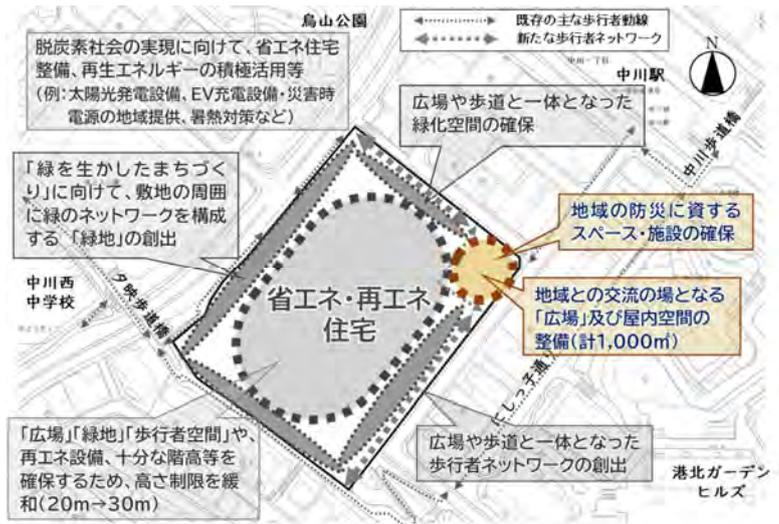 鳥山公園
既存の主な歩行者動線
新たな歩行者ネットワーク
脱炭素社会の実現に向けて、省エネ住宅
整備、再生エネルギーの積極活用等
(例:太陽光発電設備、EV充電設備・災害時
電源の地域提供、暑熱対策など)
中川一丁目
中川駅
N
中川歩道橋
広場や歩道と一体となった
緑化空間の確保
「緑を生かしたまちづく
り」に向けて、敷地の周囲
に緑のネットワークを構成
する「緑地」の創出
地域の防災に資する
スペース・施設の確保
地域との交流の場となる
「広場」及び屋内空間の
整備(計1,000㎡)
中川西
中学校
夕映歩道橋
省エネ・再エネ
住宅
にしっ子通り
「広場」「緑地」「歩行者空間」や、
再エネ設備、十分な階高等を
確保するため、高さ制限を緩
和(20m→30m)
広場や歩道と一体となった
歩行者ネットワークの創出
港北ガーデン
ヒルズ